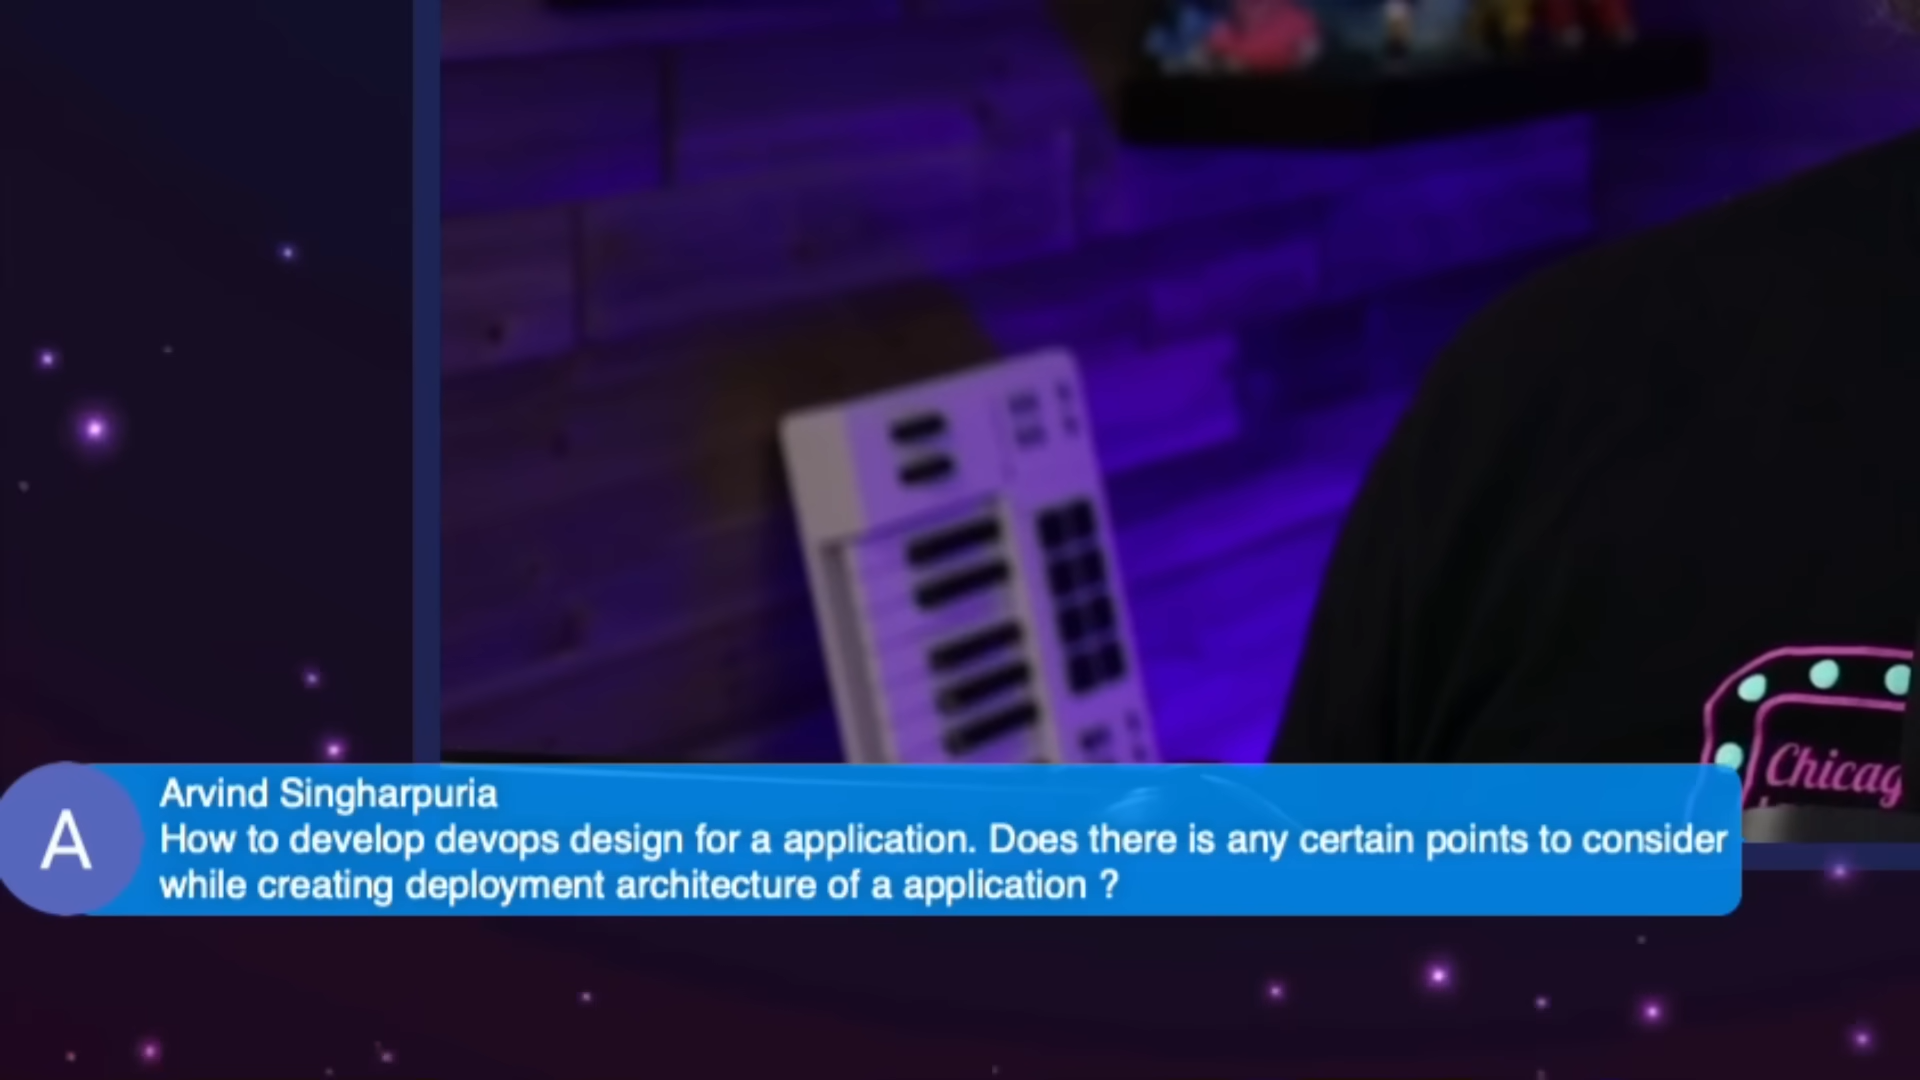 Chicag
A
Arvind Singharpuria
How to develop devops design for a application. Does there is any certain points to consider
while creating deployment architecture of a application ?